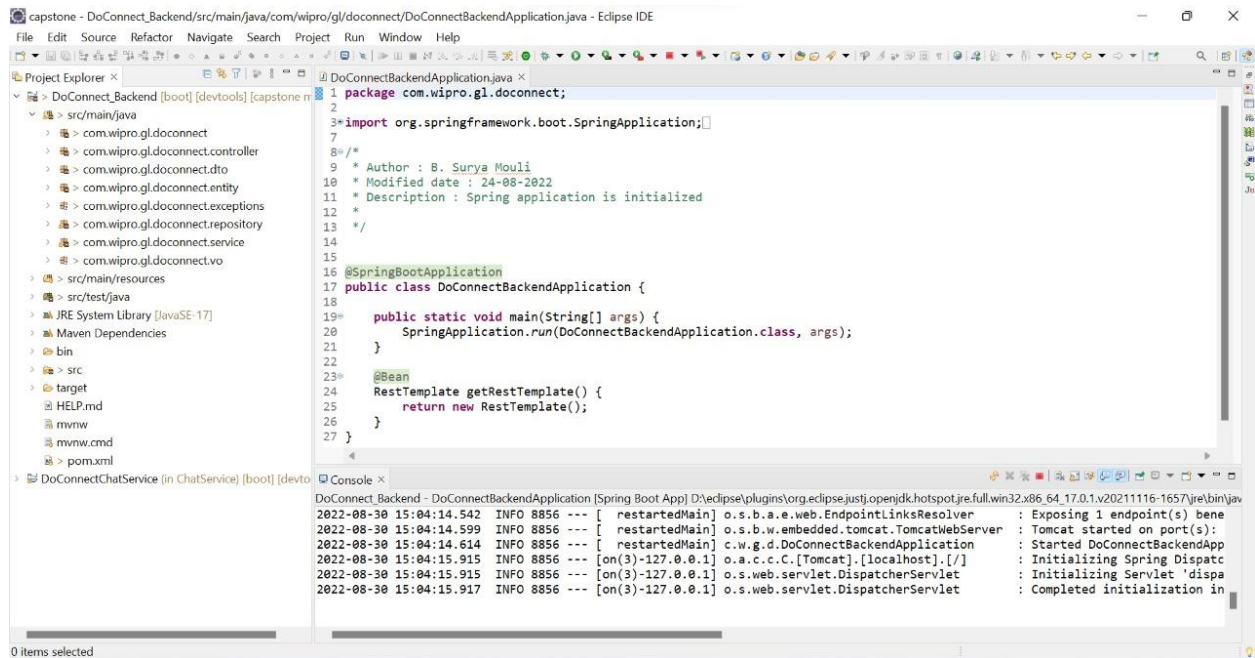 capstone - DoConnect_Backend/src/main/java/com/wipro/gl/doconnect/DoConnectBackendApplication.java - Eclipse IDE
File Edit Source Refactor Navigate Search Project Run Window Help
Project Explorer
DoConnect_Backend [boot] [devtools] [capstone m
src/main/java
> com.wipro.gl.doconnect
> com.wipro.gl.doconnect.controller
> com.wipro.gl.doconnect.dto
> com.wipro.gl.doconnect.entity
> com.wipro.gl.doconnect.exceptions
> com.wipro.gl.doconnect.repository
> com.wipro.gl.doconnect.service
> com.wipro.gl.doconnect.vo
> src/main/resources
> src/test/java
JRE System Library [JavaSE-17]
Maven Dependencies
bin
> src
target
HELP.md
mvnw
mvnw.cmd
> pom.xml
DoConnectChatService (in ChatService) [boot] [devto
DoConnectBackendApplication.java
1 package com.wipro.gl.doconnect;
2
3 import org.springframework.boot.SpringApplication;
7
8 /*
9 * Author : B. Surya Mouli
10 * Modified date : 24-08-2022
11 * Description : Spring application is initialized
12 *
13 */
14
15
16 @SpringBootApplication
17 public class DoConnectBackendApplication {
18
19 public static void main(String[] args) {
20 SpringApplication.run(DoConnectBackendApplication.class, args);
21 }
22
23 @Bean
24 RestTemplate getRestTemplate() {
25 return new RestTemplate();
26 }
27 }
Console
DoConnect_Backend - DoConnectBackendApplication [Spring Boot App] D:\eclipse\plugins\org.eclipse.justj.openjdk.hotspot.jre.full.win32.x86_64_17.0.1.v20211116-1657\jre\bin\jav
2022-08-30 15:04:14.542 INFO 8856 --- [ restartedMain] o.s.b.a.e.web.EndpointLinksResolver : Exposing 1 endpoint(s) bene
2022-08-30 15:04:14.599 INFO 8856 --- [ restartedMain] o.s.b.w.embedded.tomcat.TomcatWebServer : Tomcat started on port(s):
2022-08-30 15:04:14.614 INFO 8856 --- [ restartedMain] c.w.g.d.DoConnectBackendApplication : Started DoConnectBackendApp
2022-08-30 15:04:15.915 INFO 8856 --- [on(3)-127.0.0.1] o.a.c.c.C.[Tomcat].[localhost].[/] : Initializing Spring Dispatc
2022-08-30 15:04:15.915 INFO 8856 --- [on(3)-127.0.0.1] o.s.web.servlet.DispatcherServlet : Initializing Servlet 'dispa
2022-08-30 15:04:15.917 INFO 8856 --- [on(3)-127.0.0.1] o.s.web.servlet.DispatcherServlet : Completed initialization in
0 items selected